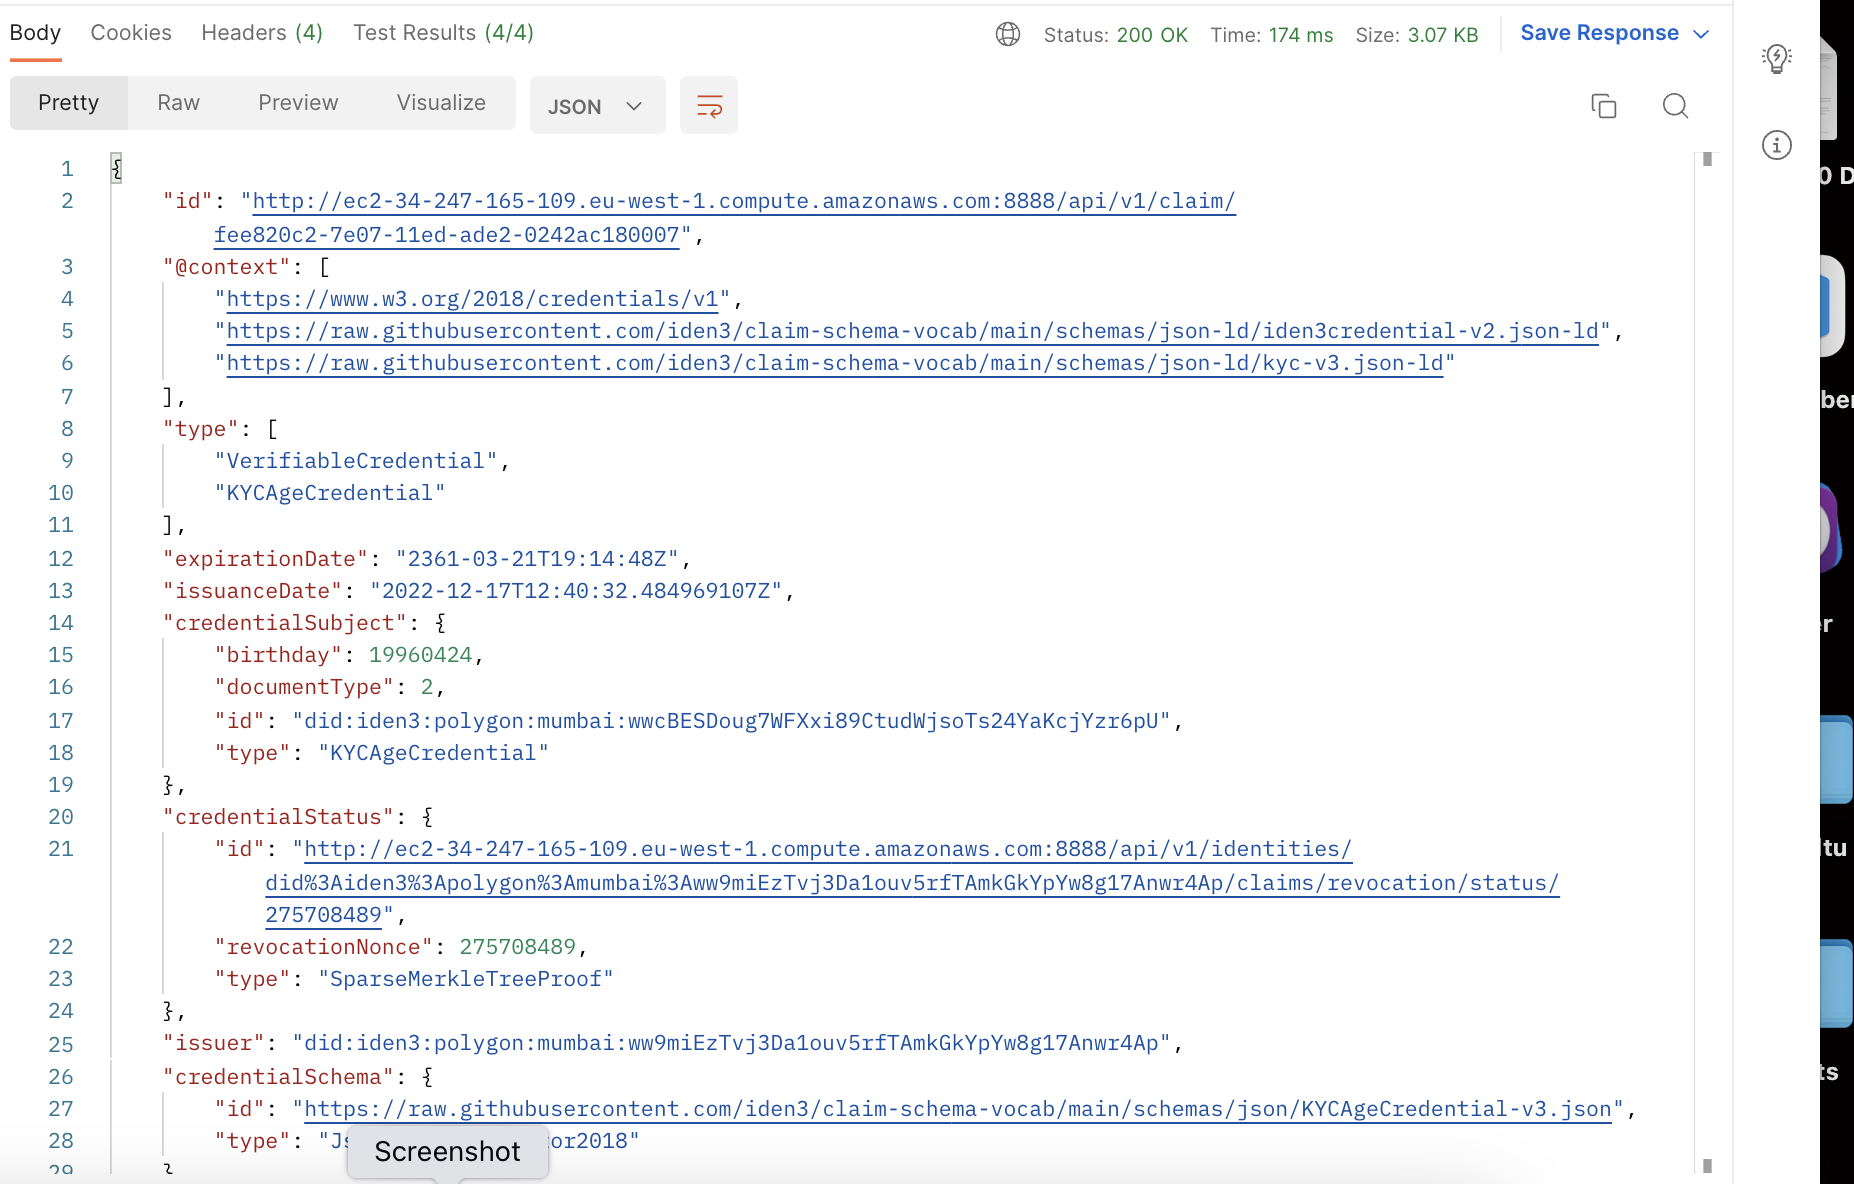 Body Cookies Headers (4) Test Results (4/4) Status: 200 OK Time: 174 ms Size: 3.07 KB Save Response
Pretty Raw Preview Visualize JSON
1 {
2 "id": "http://ec2-34-247-165-109.eu-west-1.compute.amazonaws.com:8888/api/v1/claim/
fee820c2-7e07-11ed-ade2-0242ac180007",
3 "@context": [
4 "https://www.w3.org/2018/credentials/v1",
5 "https://raw.githubusercontent.com/iden3/claim-schema-vocab/main/schemas/json-ld/iden3credential-v2.json-ld",
6 "https://raw.githubusercontent.com/iden3/claim-schema-vocab/main/schemas/json-ld/kyc-v3.json-ld"
7 ],
8 "type": [
9 "VerifiableCredential",
10 "KYCAgeCredential"
11 ],
12 "expirationDate": "2361-03-21T19:14:48Z",
13 "issuanceDate": "2022-12-17T12:40:32.484969107Z",
14 "credentialSubject": {
15 "birthday": 19960424,
16 "documentType": 2,
17 "id": "did:iden3:polygon:mumbai:wwcBESDoug7WFXxi89CtudWjsoTs24YaKcjYzr6pU",
18 "type": "KYCAgeCredential"
19 },
20 "credentialStatus": {
21 "id": "http://ec2-34-247-165-109.eu-west-1.compute.amazonaws.com:8888/api/v1/identities/
did%3Aiden3%3Apolygon%3Amumbai%3Aww9miEzTvj3Da1ouv5rfTAmkGkYpYw8g17Anwr4Ap/claims/revocation/status/
275708489",
22 "revocationNonce": 275708489,
23 "type": "SparseMerkleTreeProof"
24 },
25 "issuer": "did:iden3:polygon:mumbai:ww9miEzTvj3Da1ouv5rfTAmkGkYpYw8g17Anwr4Ap",
26 "credentialSchema": {
27 "id": "https://raw.githubusercontent.com/iden3/claim-schema-vocab/main/schemas/json/KYCAgeCredential-v3.json",
28 "type": "Js or2018"
29 }
Screenshot